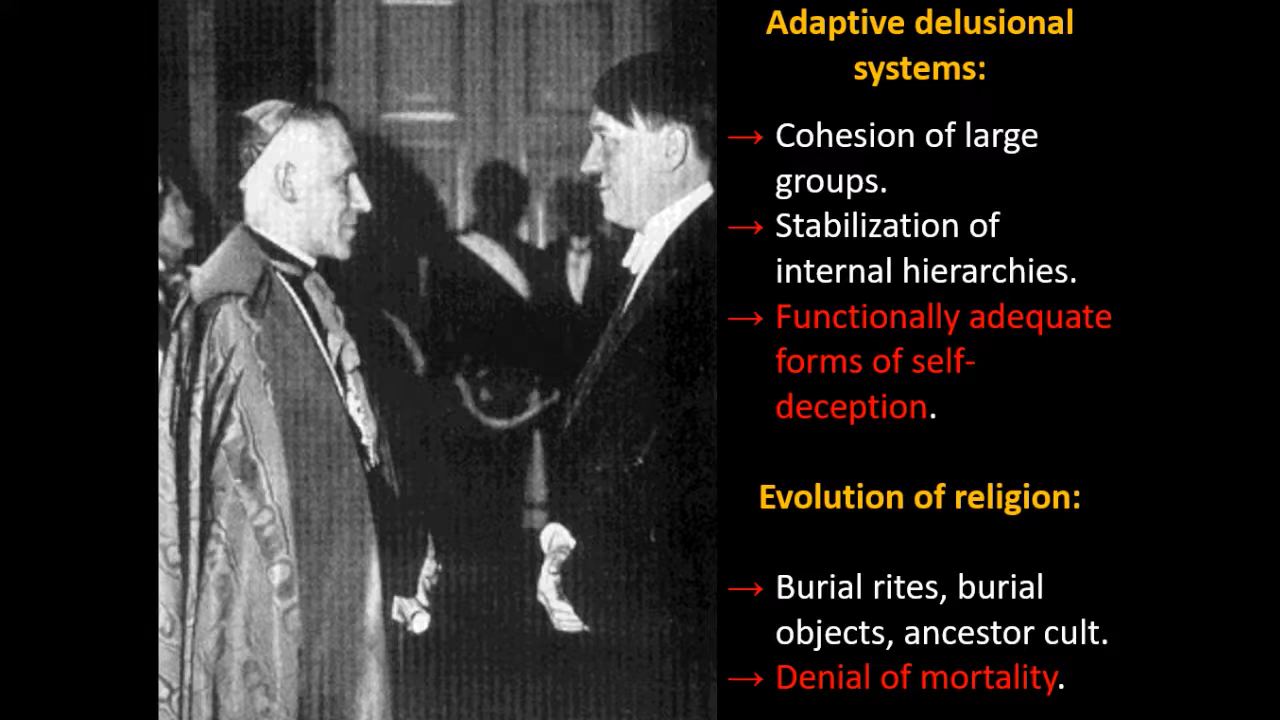 Adaptive delusional
systems:
→ Cohesion of large
groups.
→ Stabilization of
internal hierarchies.
→ Functionally adequate
forms of self-
deception.
Evolution of religion:
→ Burial rites, burial
objects, ancestor cult.
→ Denial of mortality.